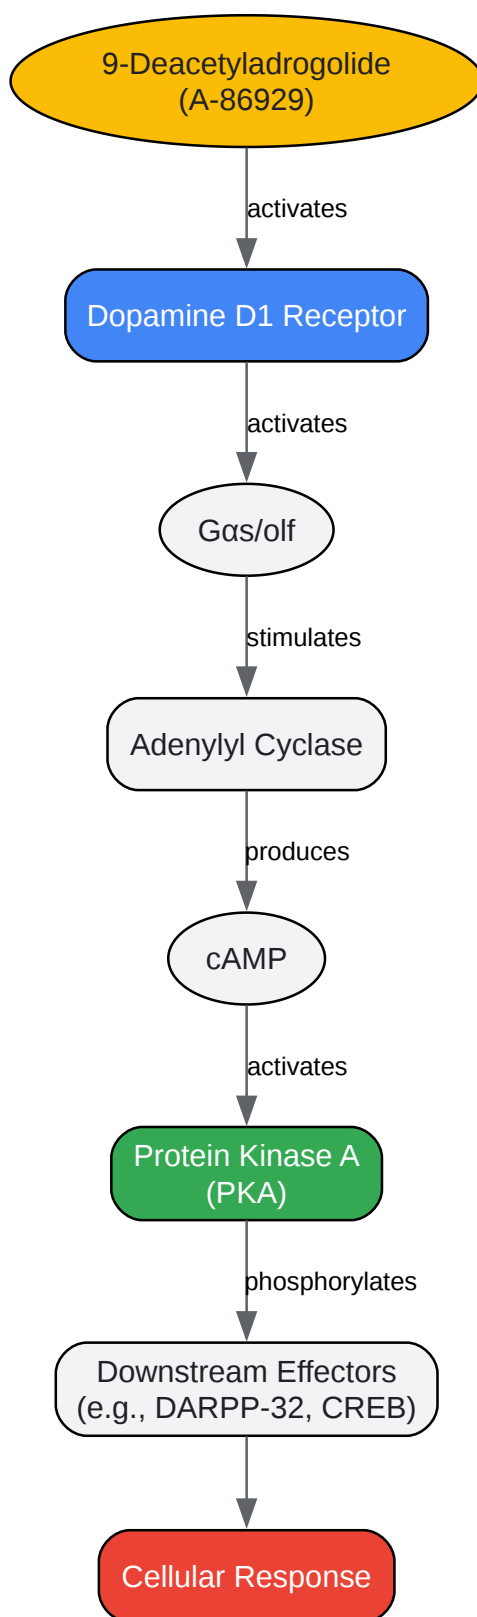 9-Deacetyladrogolide
(A-86929)
activates
Dopamine D1 Receptor
activates
Gαs/olf
stimulates
Adenylyl Cyclase
produces
cAMP
activates
Protein Kinase A
(PKA)
phosphorylates
Downstream Effectors
(e.g., DARPP-32, CREB)
Cellular Response